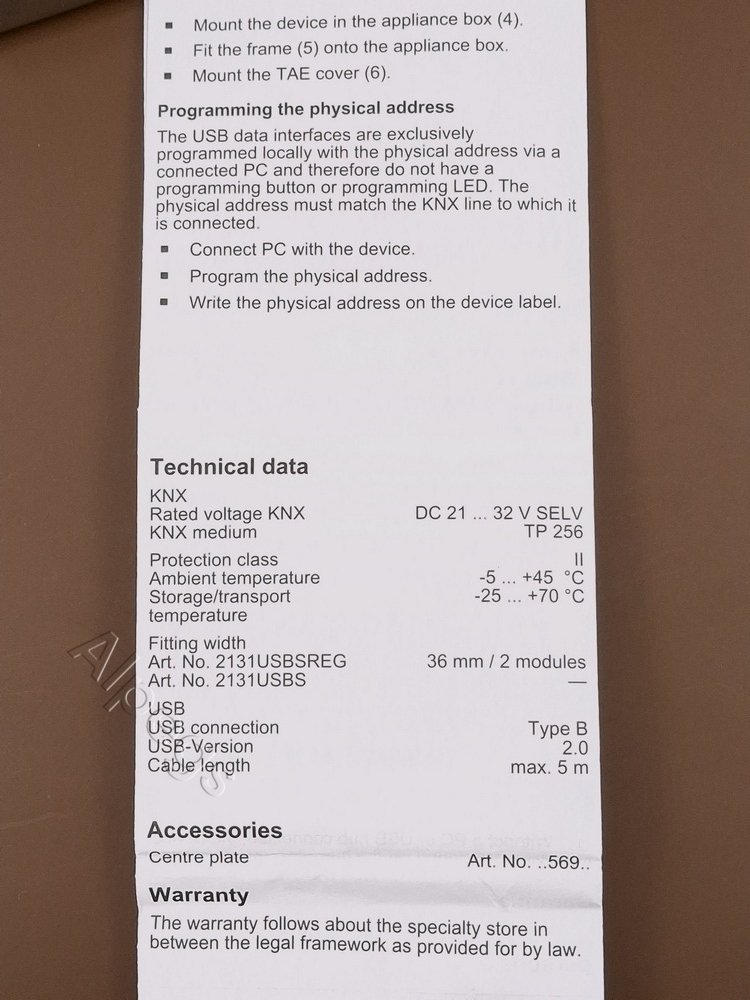 ▪ Mount the device in the appliance box (4).
▪ Fit the frame (5) onto the appliance box.
▪ Mount the TAE cover (6).
Programming the physical address
The USB data interfaces are exclusively
programmed locally with the physical address via a
connected PC and therefore do not have a
programming button or programming LED. The
physical address must match the KNX line to which it
is connected.
▪ Connect PC with the device.
▪ Program the physical address.
▪ Write the physical address on the device label.
Technical data
KNX
Rated voltage KNX DC 21 ... 32 V SELV
KNX medium TP 256
Protection class II
Ambient temperature -5 ... +45 °C
Storage/transport -25 ... +70 °C
temperature
Fitting width
Art. No. 2131USBSREG 36 mm / 2 modules
Art. No. 2131USBS —
USB
USB connection Type B
USB-Version 2.0
Cable length max. 5 m
Alpegos
Accessories
Centre plate Art. No. ..569..
Warranty
The warranty follows about the specialty store in
between the legal framework as provided for by law.